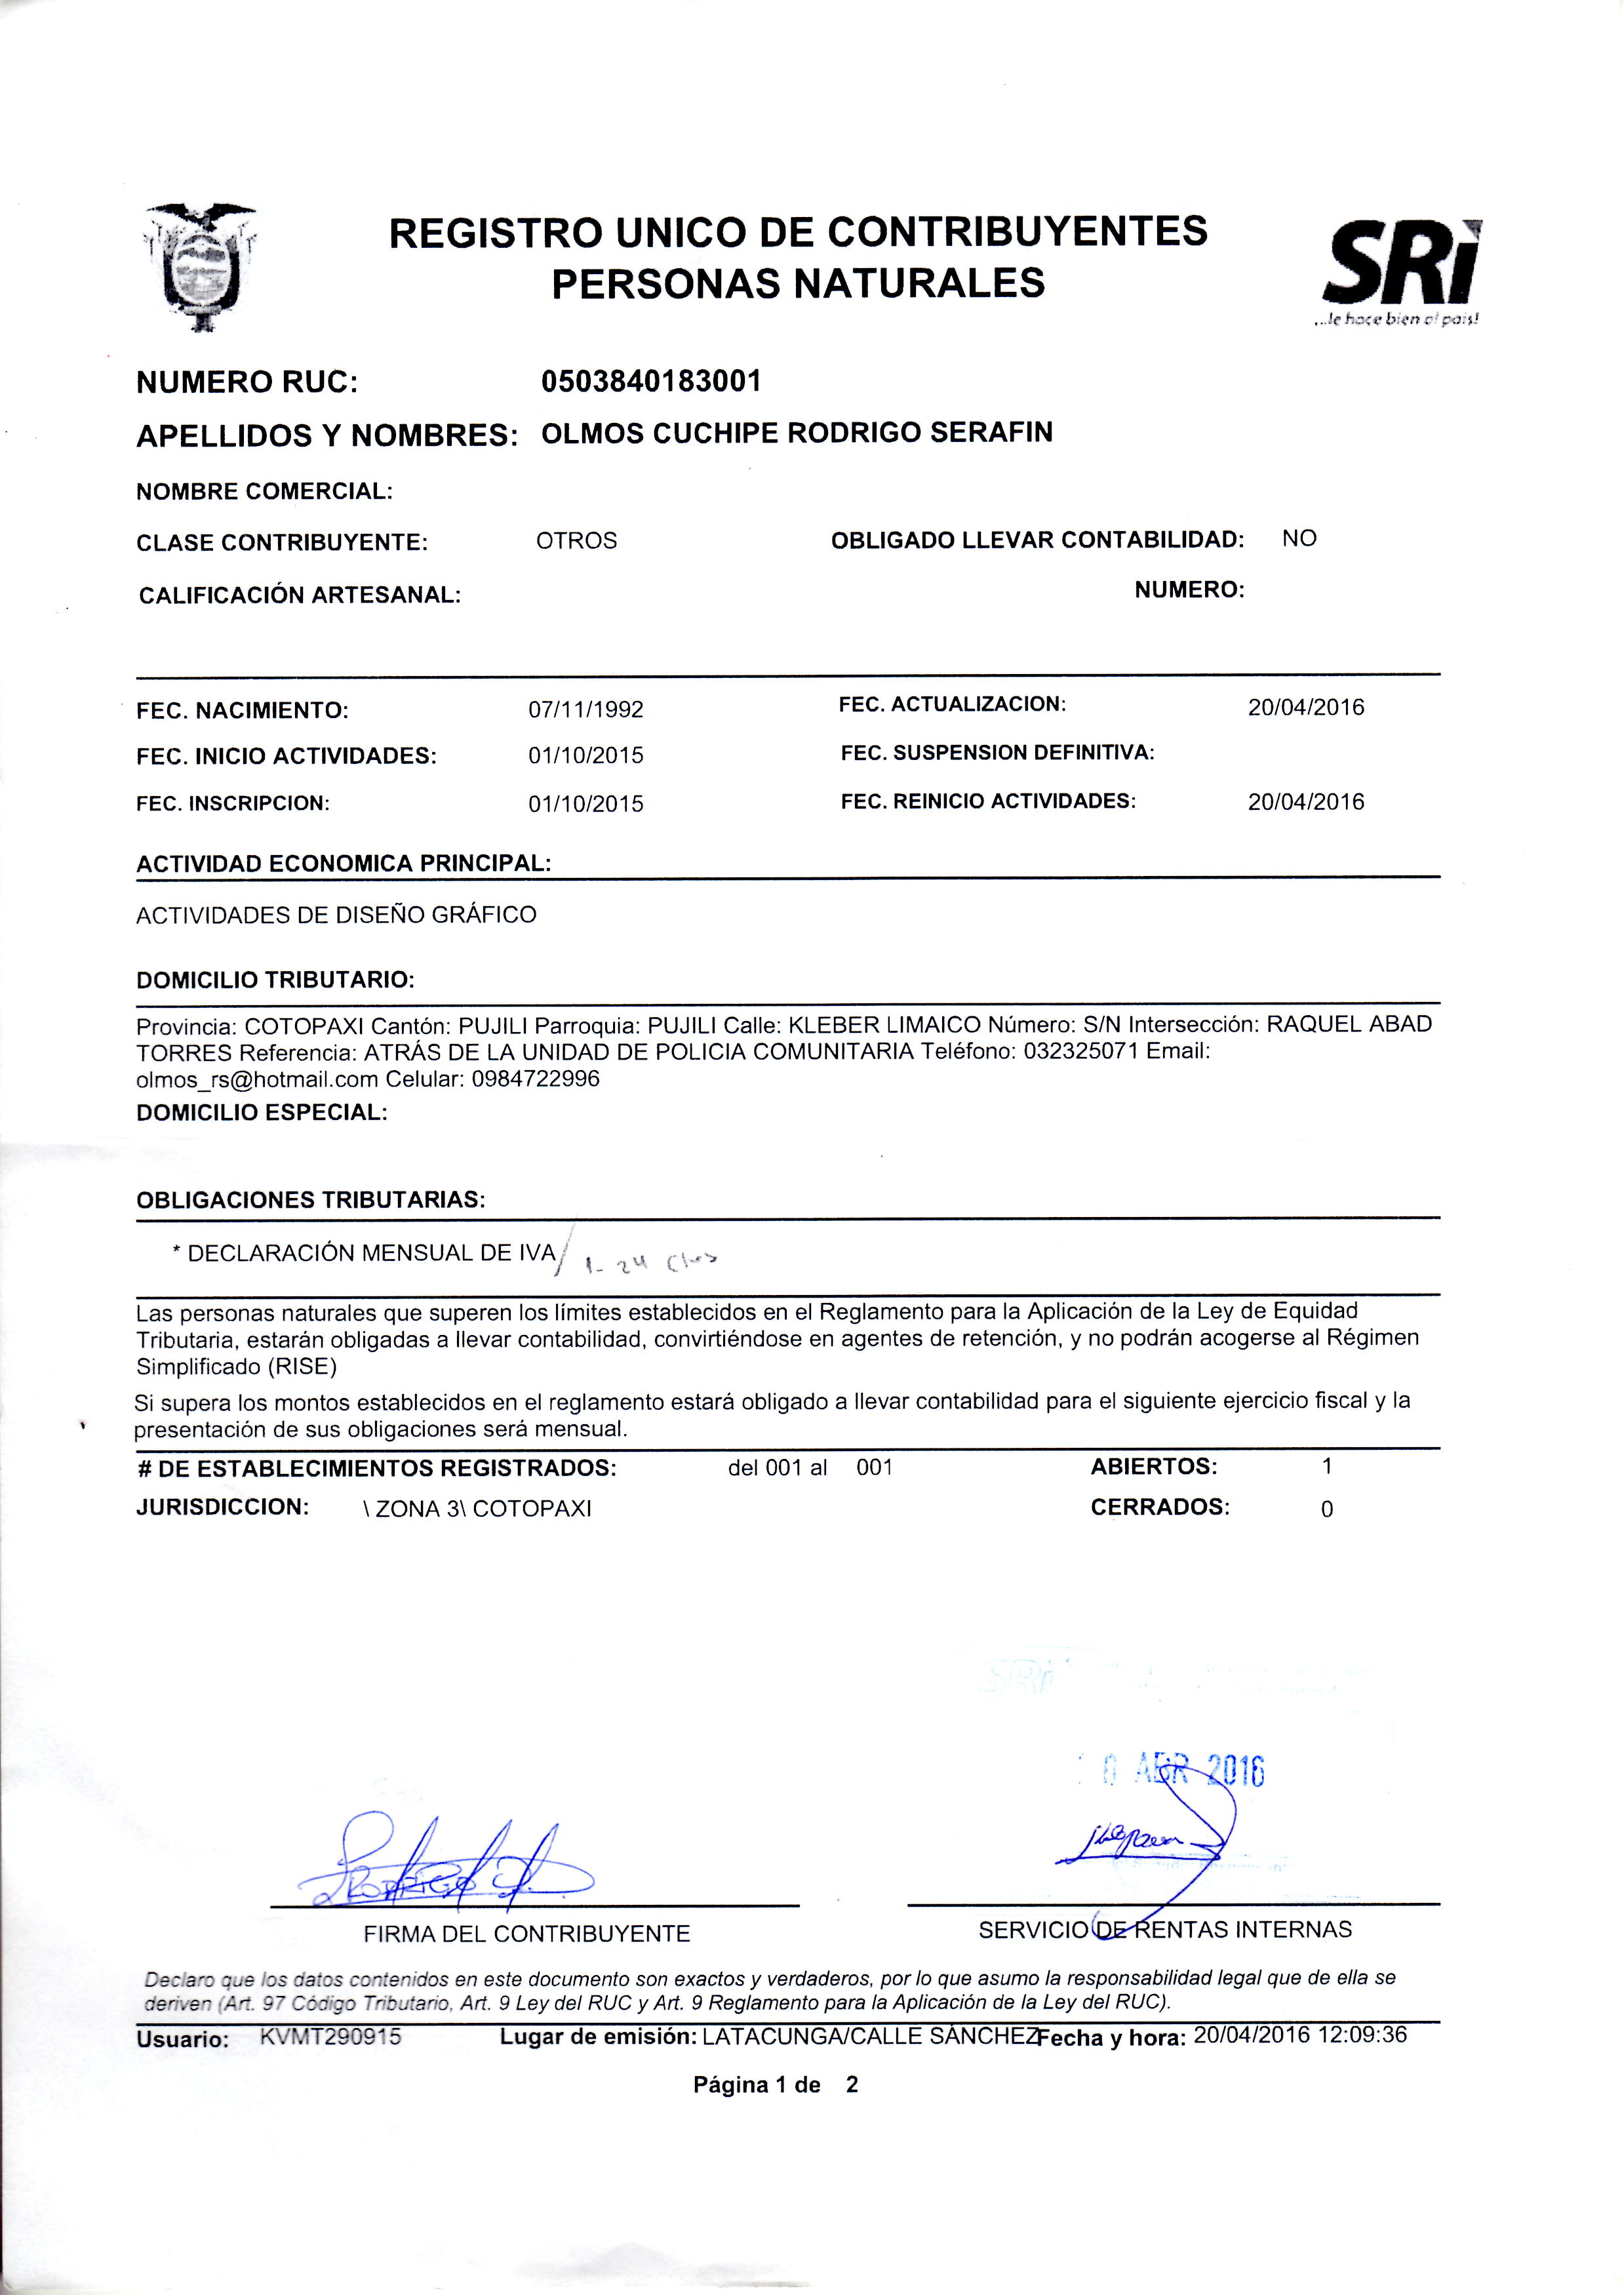 REGISTRO UNICO DE CONTRIBUYENTES
PERSONAS NATURALES
SRi
...le hace bien al país!
NUMERO RUC: 0503840183001
APELLIDOS Y NOMBRES: OLMOS CUCHIPE RODRIGO SERAFIN
NOMBRE COMERCIAL:
CLASE CONTRIBUYENTE: OTROS OBLIGADO LLEVAR CONTABILIDAD: NO
CALIFICACIÓN ARTESANAL: NUMERO:
FEC. NACIMIENTO: 07/11/1992 FEC. ACTUALIZACION: 20/04/2016
FEC. INICIO ACTIVIDADES: 01/10/2015 FEC. SUSPENSION DEFINITIVA:
FEC. INSCRIPCION: 01/10/2015 FEC. REINICIO ACTIVIDADES: 20/04/2016
ACTIVIDAD ECONOMICA PRINCIPAL:
ACTIVIDADES DE DISEÑO GRÁFICO
DOMICILIO TRIBUTARIO:
Provincia: COTOPAXI Cantón: PUJILI Parroquia: PUJILI Calle: KLEBER LIMAICO Número: S/N Intersección: RAQUEL ABAD
TORRES Referencia: ATRÁS DE LA UNIDAD DE POLICIA COMUNITARIA Teléfono: 032325071 Email:
olmos_rs@hotmail.com Celular: 0984722996
DOMICILIO ESPECIAL:
OBLIGACIONES TRIBUTARIAS:
* DECLARACIÓN MENSUAL DE IVA
Las personas naturales que superen los límites establecidos en el Reglamento para la Aplicación de la Ley de Equidad
Tributaria, estarán obligadas a llevar contabilidad, convirtiéndose en agentes de retención, y no podrán acogerse al Régimen
Simplificado (RISE)
Si supera los montos establecidos en el reglamento estará obligado a llevar contabilidad para el siguiente ejercicio fiscal y la
presentación de sus obligaciones será mensual.
# DE ESTABLECIMIENTOS REGISTRADOS: del 001 al 001 ABIERTOS: 1
JURISDICCION: \ ZONA 3\ COTOPAXI CERRADOS: 0
SRi
ABR 2016
RODRIGO
FIRMA DEL CONTRIBUYENTE SERVICIO DE RENTAS INTERNAS
Declaro que los datos contenidos en este documento son exactos y verdaderos, por lo que asumo la responsabilidad legal que de ella se
deriven (Art. 97 Código Tributario, Art. 9 Ley del RUC y Art. 9 Reglamento para la Aplicación de la Ley del RUC).
Usuario: KVMT290915 Lugar de emisión: LATACUNGA/CALLE SÁNCHEZ Fecha y hora: 20/04/2016 12:09:36
Página 1 de 2